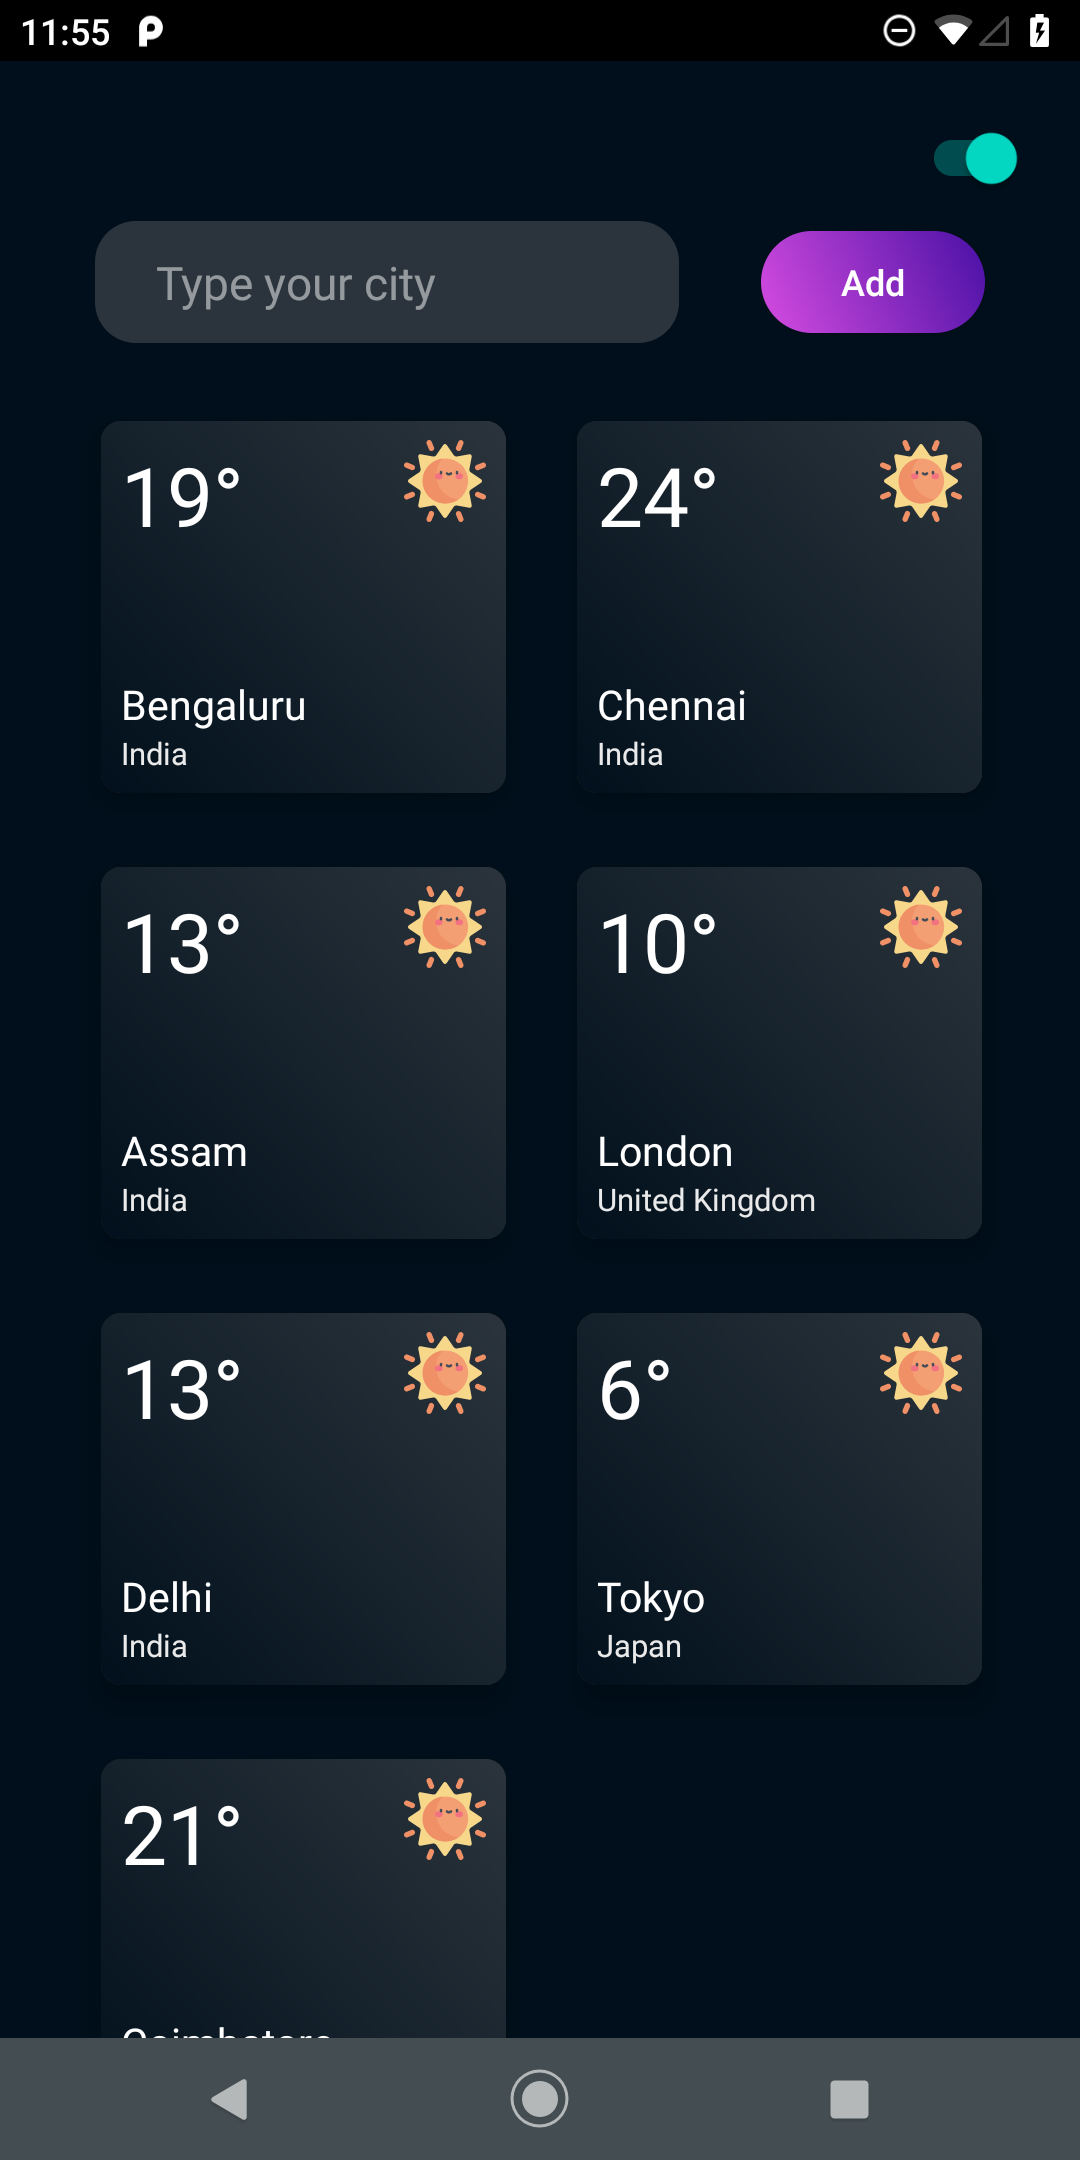 11:55
Type your city
Add
19°
Bengaluru
India
24°
Chennai
India
13°
Assam
India
10°
London
United Kingdom
13°
Delhi
India
6°
Tokyo
Japan
21°